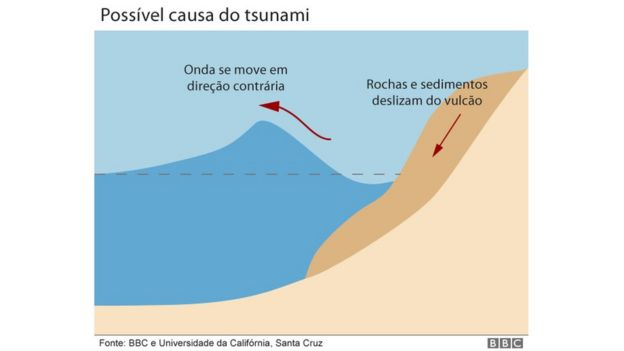 Possível causa do tsunami
Onda se move em
direção contrária
Rochas e sedimentos
deslizam do vulcão
Fonte: BBC e Universidade da Califórnia, Santa Cruz
BBC